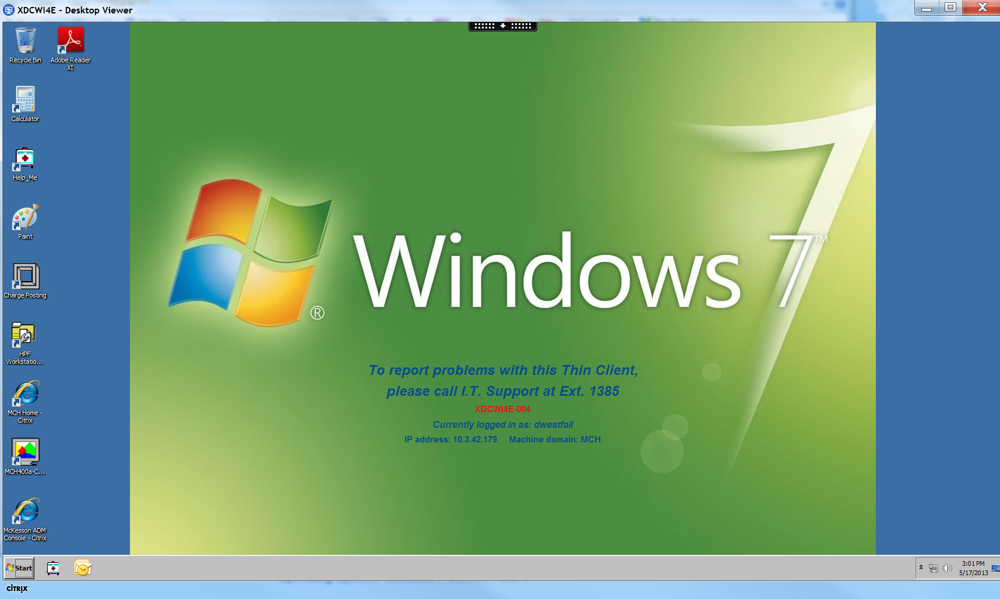 XDCWI4E - Desktop Viewer
Recycle Bin
Adobe Reader
XI
Calculator
Help_Me
Paint
Charge Posting
HPF
Workstatio...
MCH Home -
Citrix
MCH400a-C...
McKesson ADM
Console - Citrix
Windows 7™
®
To report problems with this Thin Client,
please call I.T. Support at Ext. 1385
XDCWI4E-004
Currently logged in as: dwestfall
IP address: 10.3.42.179 Machine domain: MCH
Start
3:01 PM
5/17/2013
CITRIX